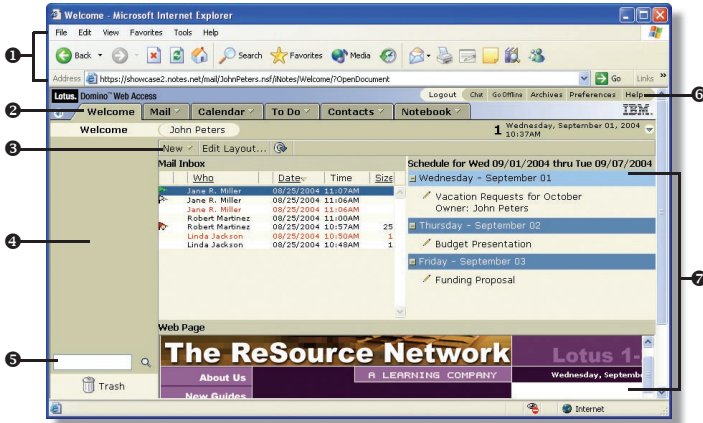 Welcome - Microsoft Internet Explorer
File Edit View Favorites Tools Help
1
Back Search Favorites Media
Address https://showcase2.notes.net/mail/JohnPeters.nsf/iNotes/Welcome/?OpenDocument Go Links »
Lotus. Domino™ Web Access Logout Chat GoOffline Archives Preferences Help 6
2 Welcome Mail Calendar To Do Contacts Notebook IBM.
Welcome John Peters 1 Wednesday, September 01, 2004
10:37AM
3 New Edit Layout...
Mail Inbox Schedule for Wed 09/01/2004 thru Tue 09/07/2004
Who Date Time Size
Wednesday - September 01
Jane R. Miller 08/25/2004 11:07AM
Jane R. Miller 08/25/2004 11:06AM
Jane R. Miller 08/25/2004 11:06AM
Robert Martinez 08/25/2004 11:00AM
Robert Martinez 08/25/2004 10:57AM 25
Linda Jackson 08/25/2004 10:50AM 1
Linda Jackson 08/25/2004 10:48AM 1
Vacation Requests for October
Owner: John Peters
Thursday - September 02
Budget Presentation
Friday - September 03
Funding Proposal
4
7
Web Page
5
The ReSource Network Lotus 1-
About Us A LEARNING COMPANY Wednesday, Septemb
New Guides
Trash
Internet